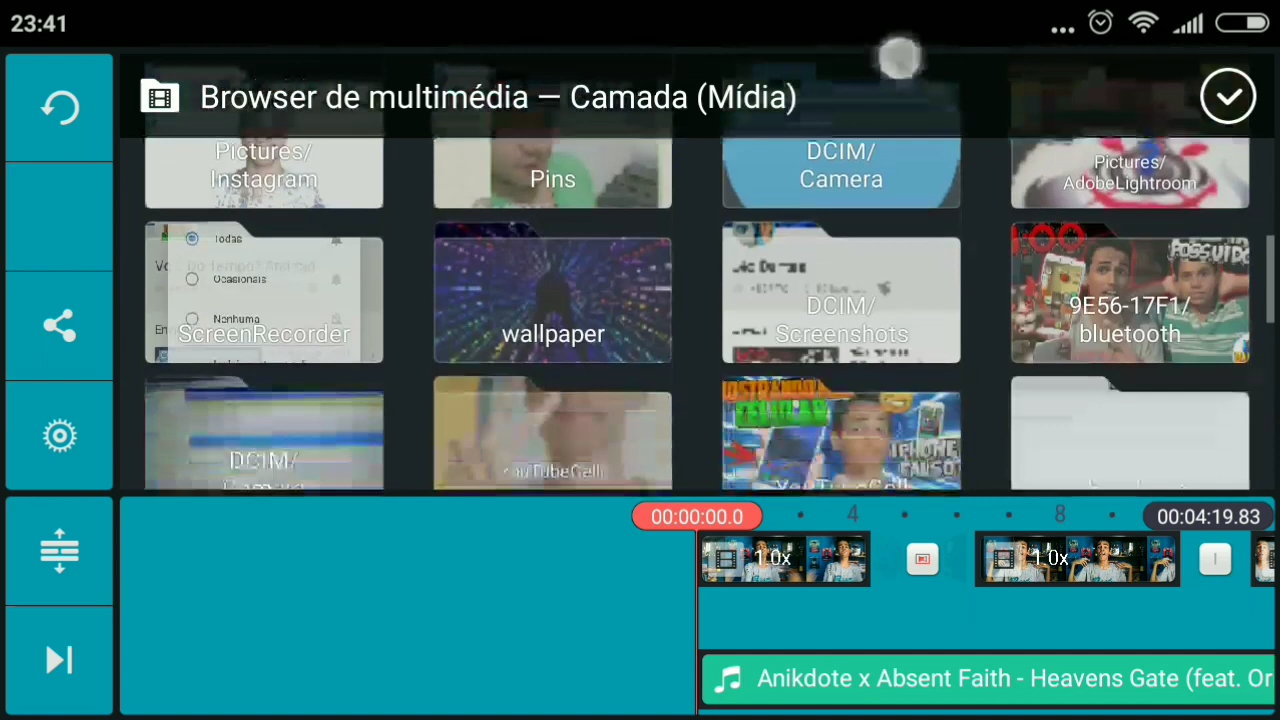 23:41
Browser de multimédia — Camada (Mídia)
Pictures/
Instagram
Pins
DCIM/
Camera
Pictures/
AdobeLightroom
Todas
Ocasionais
Nenhuma
ScreenRecorder
wallpaper
DCIM/
Screenshots
POSSUÍDO
9E56-17F1/
bluetooth
DCIM/
IPHONE
00:00:00.0
4
8
00:04:19.83
1.0x
1.0x
Anikdote x Absent Faith - Heavens Gate (feat. Or